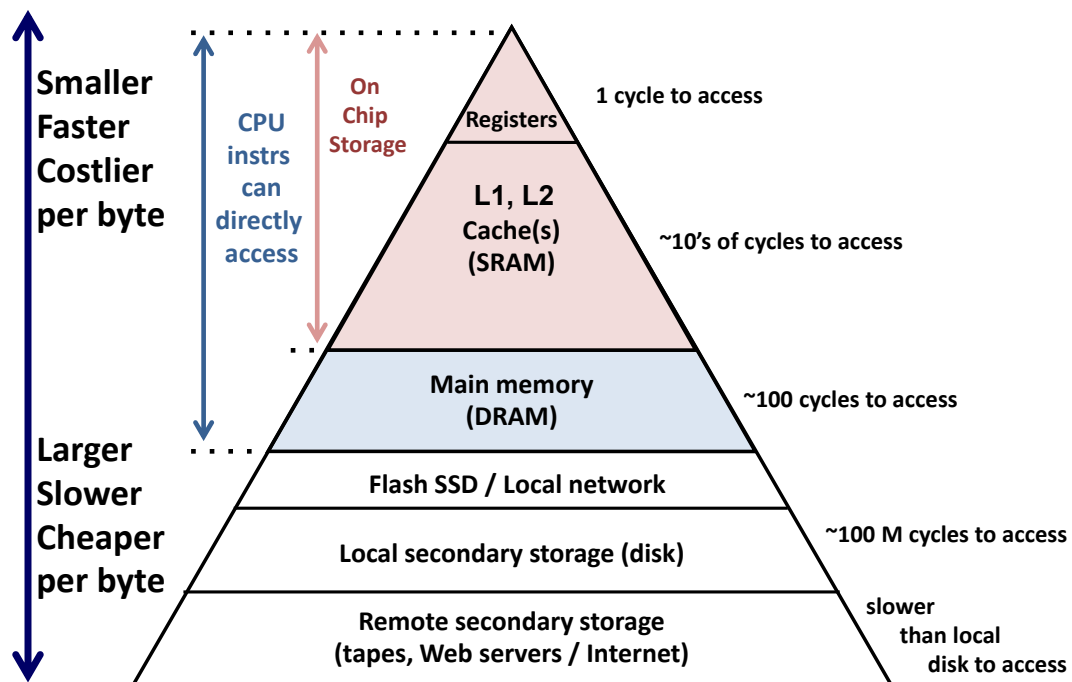 Smaller
Faster
Costlier
per byte
Larger
Slower
Cheaper
per byte
CPU
instrs
can
directly
access
On
Chip
Storage
Registers
L1, L2
Cache(s)
(SRAM)
Main memory
(DRAM)
Flash SSD / Local network
Local secondary storage (disk)
Remote secondary storage
(tapes, Web servers / Internet)
1 cycle to access
~10’s of cycles to access
~100 cycles to access
~100 M cycles to access
slower
than local
disk to access